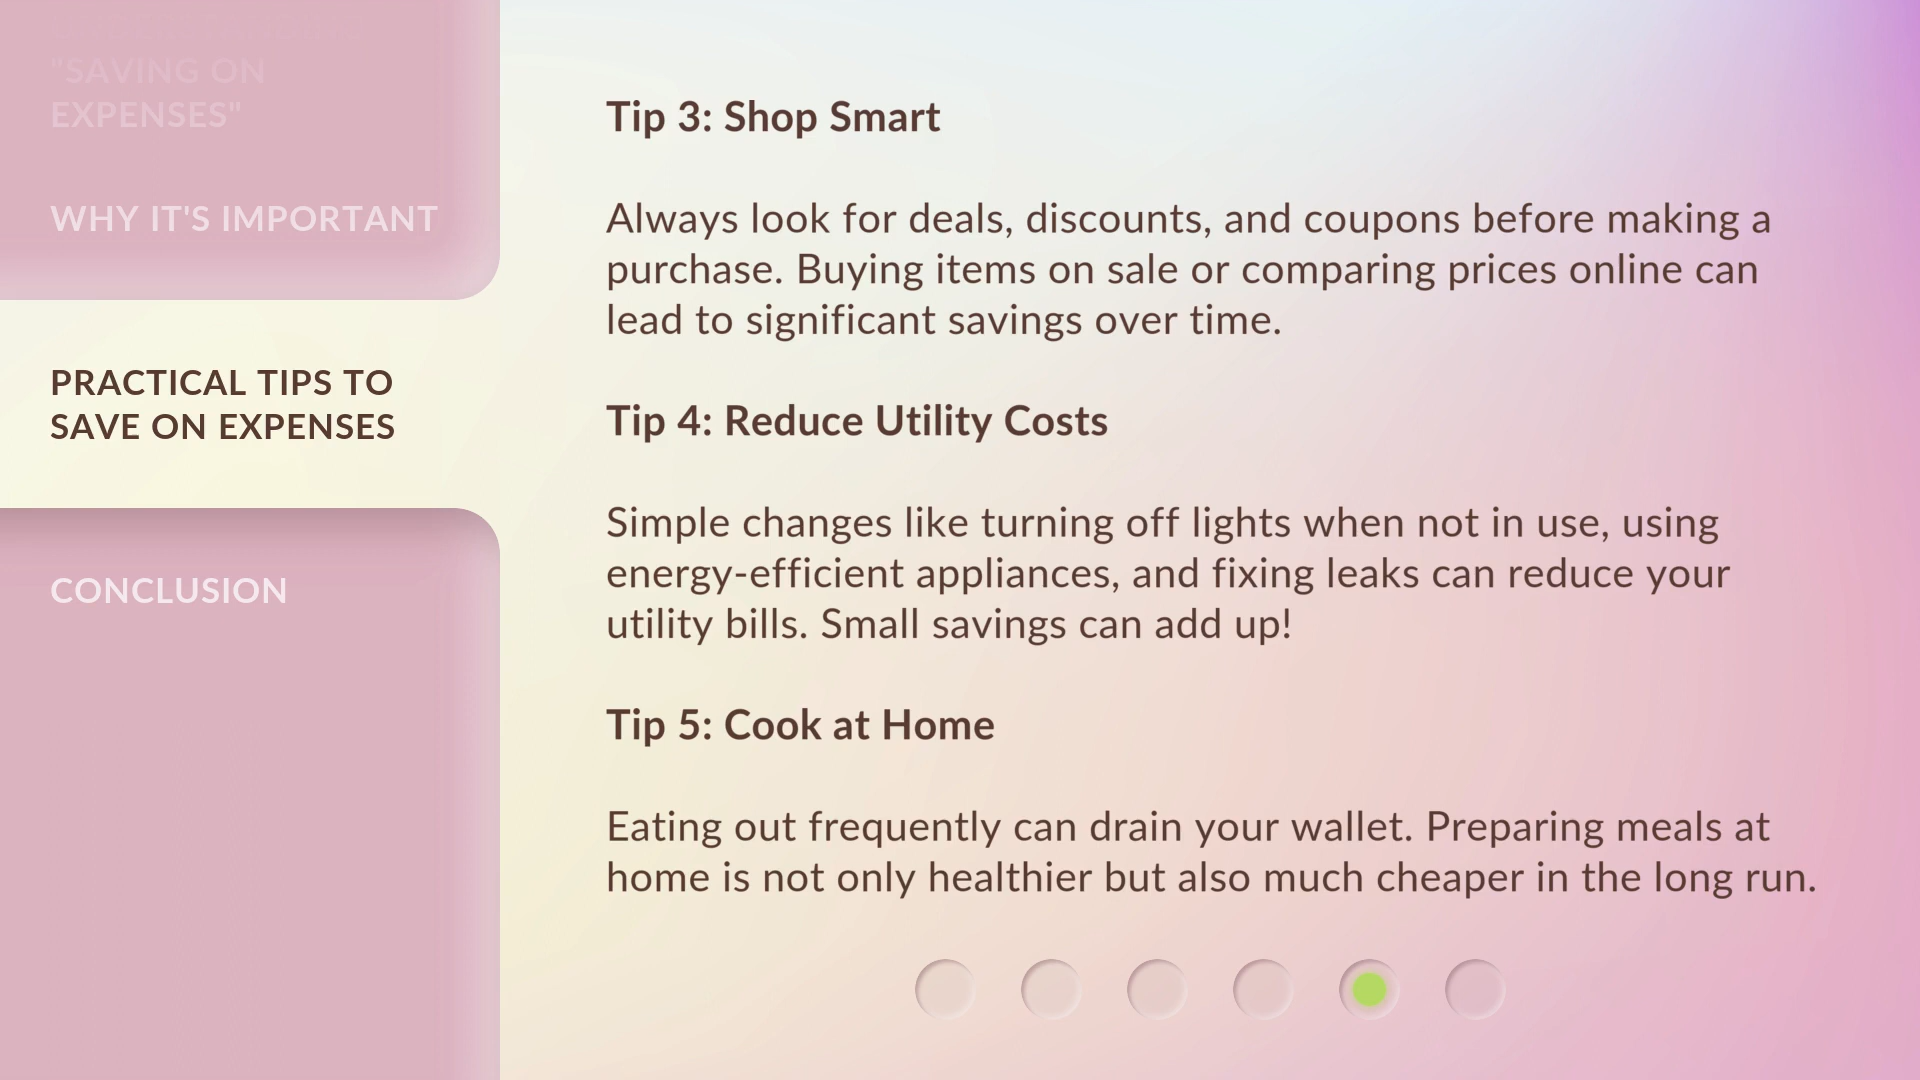 UNDERSTANDING
"SAVING ON
EXPENSES"
WHY IT'S IMPORTANT
PRACTICAL TIPS TO
SAVE ON EXPENSES
CONCLUSION
Tip 3: Shop Smart
Always look for deals, discounts, and coupons before making a
purchase. Buying items on sale or comparing prices online can
lead to significant savings over time.
Tip 4: Reduce Utility Costs
Simple changes like turning off lights when not in use, using
energy-efficient appliances, and fixing leaks can reduce your
utility bills. Small savings can add up!
Tip 5: Cook at Home
Eating out frequently can drain your wallet. Preparing meals at
home is not only healthier but also much cheaper in the long run.